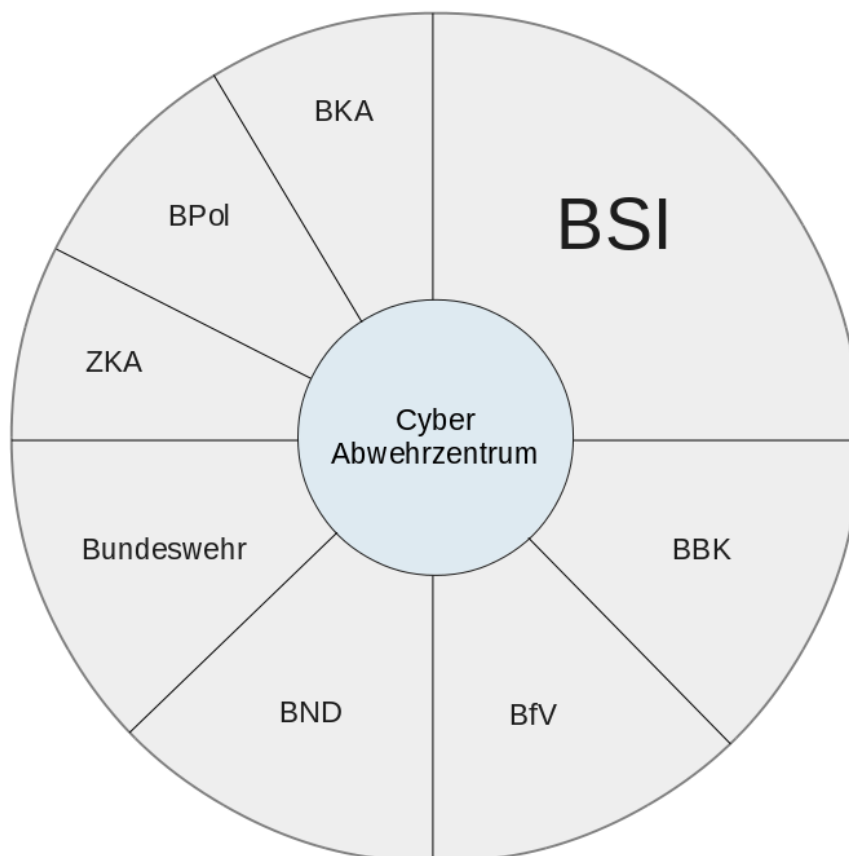 BKA
BSI
BPol
ZKA
Cyber
Abwehrzentrum
Bundeswehr
BBK
BND
BfV